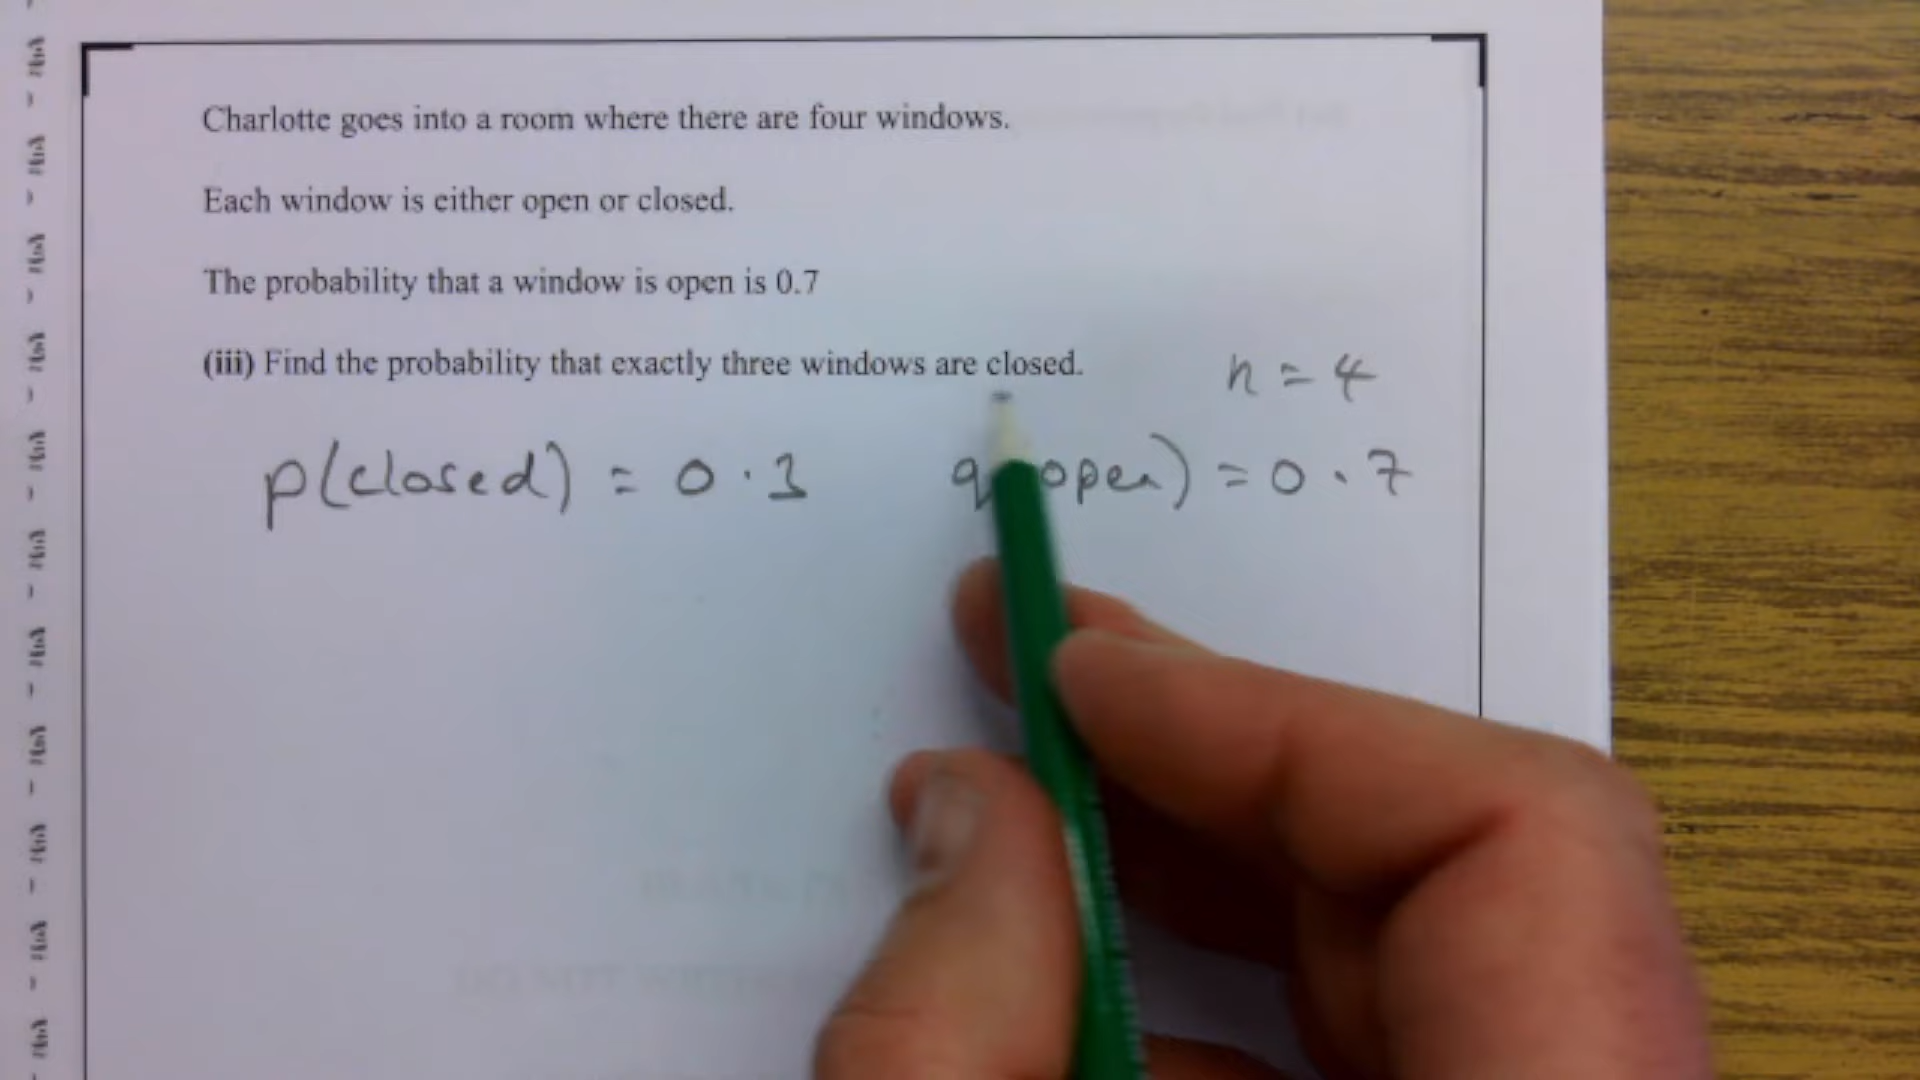 Charlotte goes into a room where there are four windows.
Each window is either open or closed.
The probability that a window is open is 0.7
(iii) Find the probability that exactly three windows are closed.
n = 4
p(closed) = 0.3 q open) = 0.7